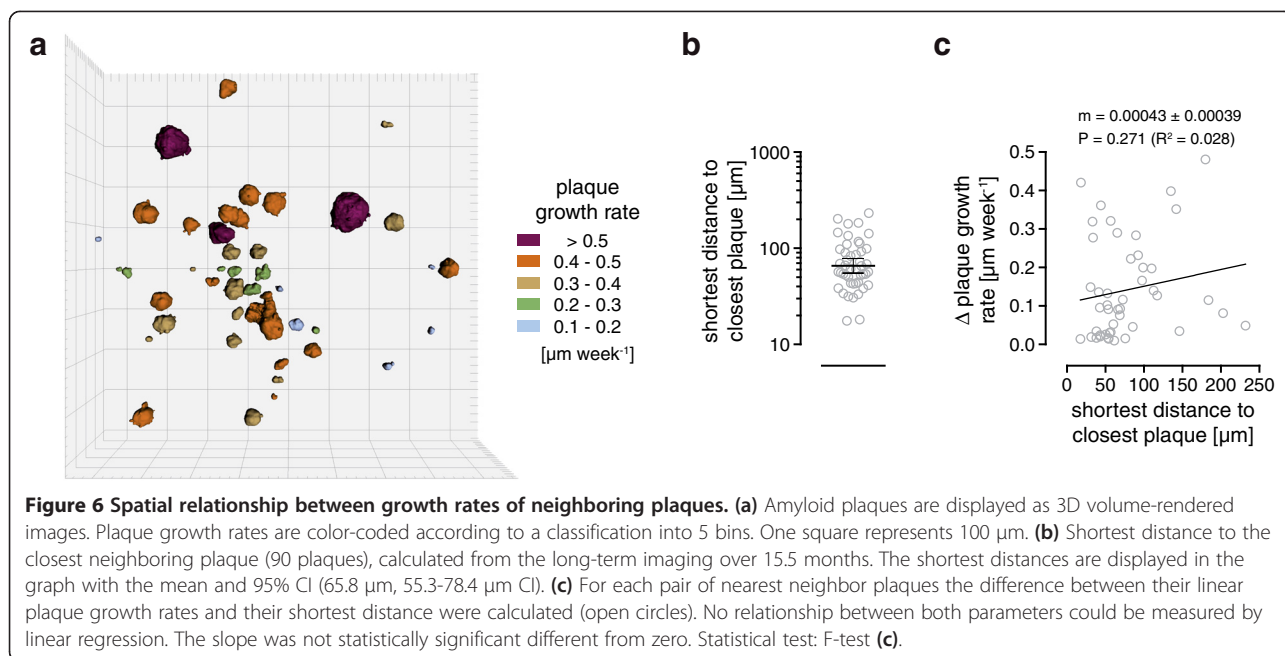 a
plaque
growth rate
> 0.5
0.4 - 0.5
0.3 - 0.4
0.2 - 0.3
0.1 - 0.2
[µm week⁻¹]
b
shortest distance to
closest plaque [µm]
1000
100
10
c
m = 0.00043 ± 0.00039
P = 0.271 (R² = 0.028)
Δ plaque growth
rate [µm week⁻¹]
0.5
0.4
0.3
0.2
0.1
0.0
0 50 100 150 200 250
shortest distance to
closest plaque [µm]
Figure 6 Spatial relationship between growth rates of neighboring plaques. (a) Amyloid plaques are displayed as 3D volume-rendered
images. Plaque growth rates are color-coded according to a classification into 5 bins. One square represents 100 µm. (b) Shortest distance to the
closest neighboring plaque (90 plaques), calculated from the long-term imaging over 15.5 months. The shortest distances are displayed in the
graph with the mean and 95% CI (65.8 µm, 55.3-78.4 µm CI). (c) For each pair of nearest neighbor plaques the difference between their linear
plaque growth rates and their shortest distance were calculated (open circles). No relationship between both parameters could be measured by
linear regression. The slope was not statistically significant different from zero. Statistical test: F-test (c).